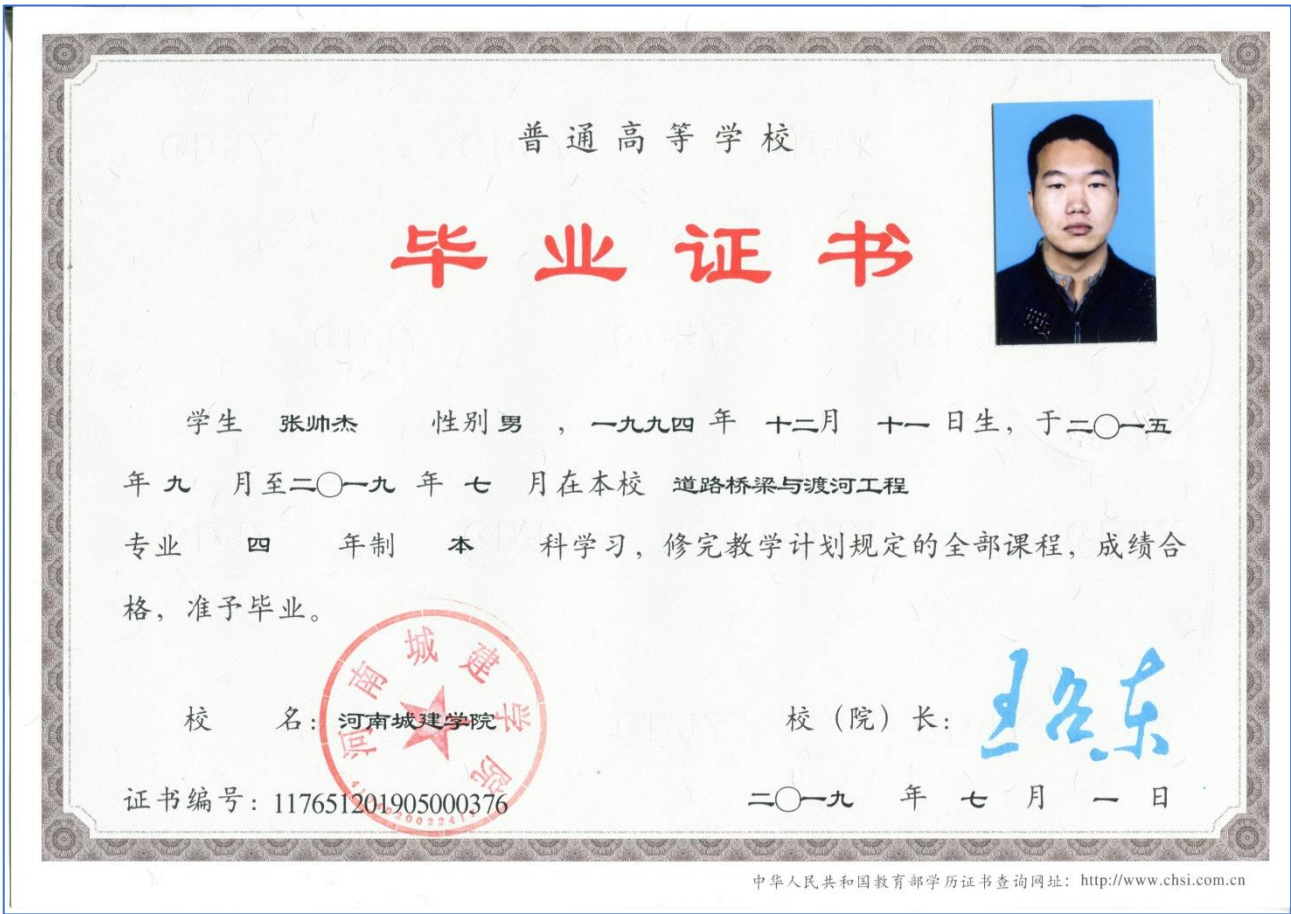 普通高等学校
毕业证书
学生 张帅杰 性别 男 ，一九九四 年 十二月 十一 日生，于二〇一五
年 九 月至二〇一九 年 七 月在本校 道路桥梁与渡河工程
专业 四 年制 本 科学习，修完教学计划规定的全部课程，成绩合
格，准予毕业。
河南城建学院
校 名：河南城建学院 校（院）长：
证书编号：117651201905000376 二〇一九 年 七 月 一 日
中华人民共和国教育部学历证书查询网址：http://www.chsi.com.cn